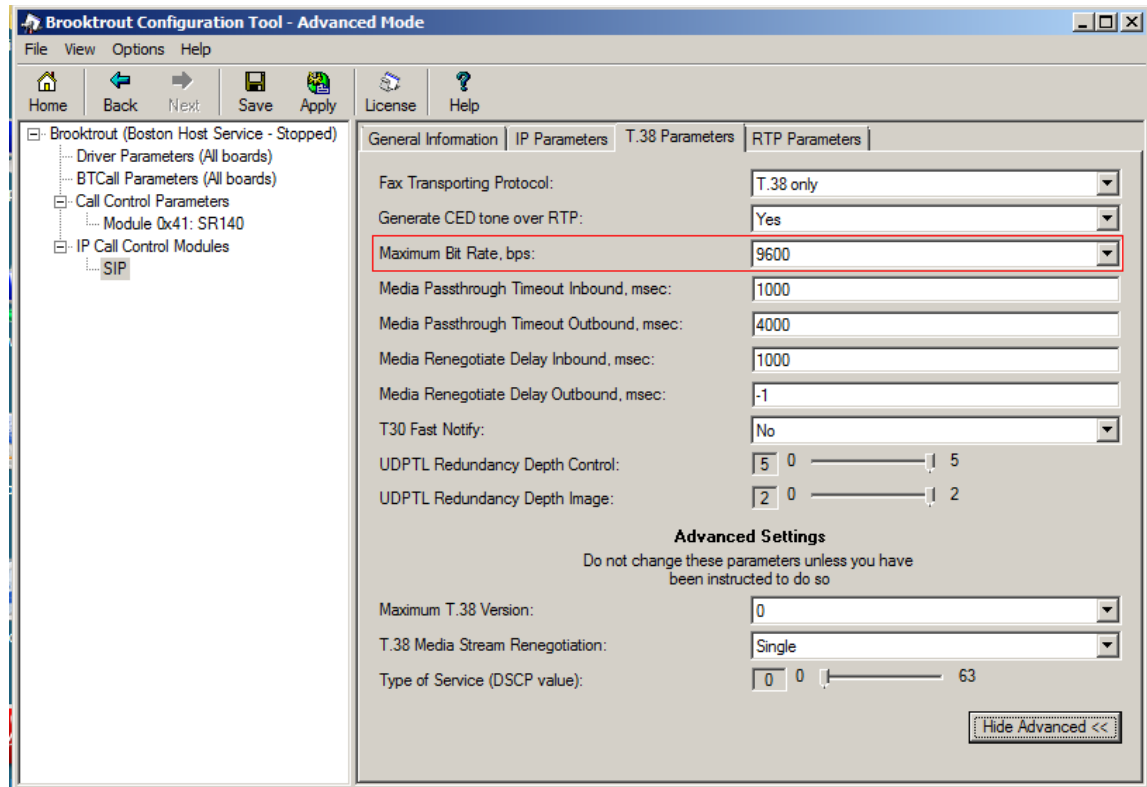 Brooktrout Configuration Tool - Advanced Mode
File View Options Help
Home Back Next Save Apply License Help
Brooktrout (Boston Host Service - Stopped)
Driver Parameters (All boards)
BTCall Parameters (All boards)
Call Control Parameters
Module 0x41: SR140
IP Call Control Modules
SIP
General Information IP Parameters T.38 Parameters RTP Parameters
Fax Transporting Protocol: T.38 only
Generate CED tone over RTP: Yes
Maximum Bit Rate, bps: 9600
Media Passthrough Timeout Inbound, msec: 1000
Media Passthrough Timeout Outbound, msec: 4000
Media Renegotiate Delay Inbound, msec: 1000
Media Renegotiate Delay Outbound, msec: -1
T30 Fast Notify: No
UDPTL Redundancy Depth Control: 5 0 5
UDPTL Redundancy Depth Image: 2 0 2
Advanced Settings
Do not change these parameters unless you have
been instructed to do so
Maximum T.38 Version: 0
T.38 Media Stream Renegotiation: Single
Type of Service (DSCP value): 0 0 63
Hide Advanced <<